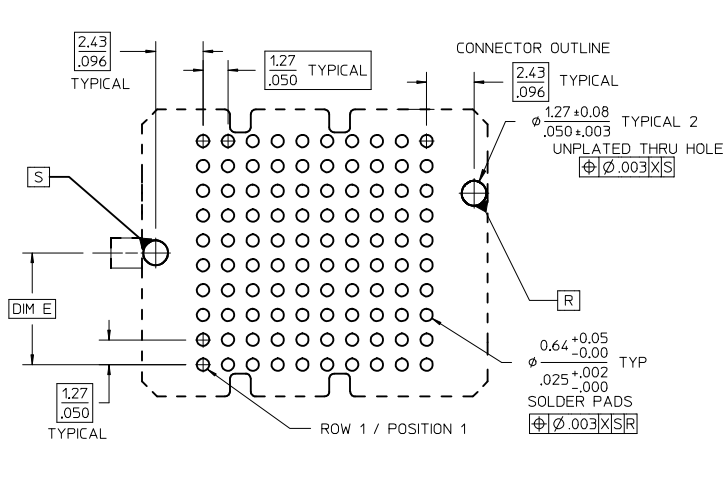 2.43
.096
TYPICAL
1.27
.050
TYPICAL
CONNECTOR OUTLINE
2.43
.096
TYPICAL
⌀ 1.27 ±0.08
.050 ±.003
TYPICAL 2
UNPLATED THRU HOLE
⌖ ⌀.003 X S
S
R
DIM E
⌀ 0.64 +0.05
-0.00
TYP
.025 +.002
-.000
SOLDER PADS
⌖ ⌀.003 X S R
1.27
.050
TYPICAL
ROW 1 / POSITION 1